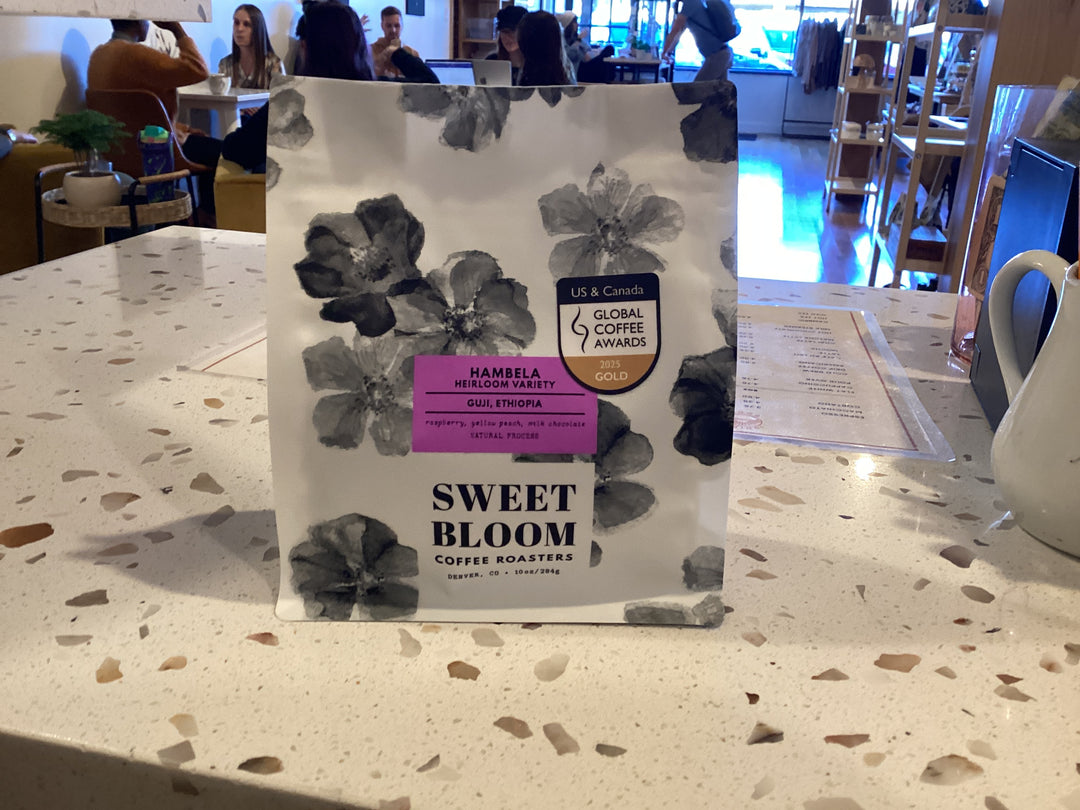 US & Canada
GLOBAL
COFFEE
AWARDS
2025
GOLD
HAMBELA
HEIRLOOM VARIETY
GUJI, ETHIOPIA
raspberry, yellow peach, milk chocolate
NATURAL PROCESS
SWEET
BLOOM
COFFEE ROASTERS
DENVER, CO • 10oz/284g